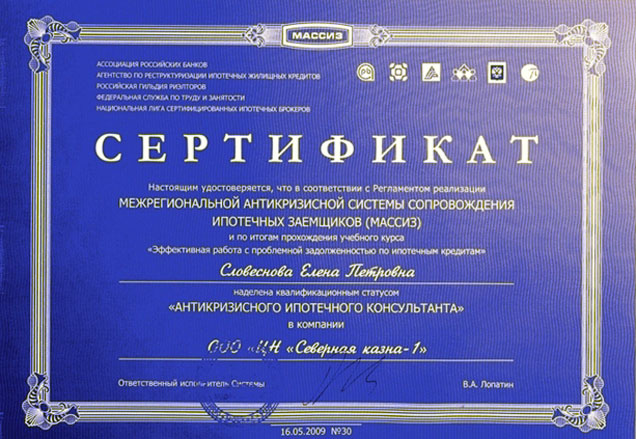 МАССИЗ
АССОЦИАЦИЯ РОССИЙСКИХ БАНКОВ
АГЕНТСТВО ПО РЕСТРУКТУРИЗАЦИИ ИПОТЕЧНЫХ ЖИЛИЩНЫХ КРЕДИТОВ
РОССИЙСКАЯ ГИЛЬДИЯ РИЭЛТОРОВ
ФЕДЕРАЛЬНАЯ СЛУЖБА ПО ТРУДУ И ЗАНЯТОСТИ
НАЦИОНАЛЬНАЯ ЛИГА СЕРТИФИЦИРОВАННЫХ ИПОТЕЧНЫХ БРОКЕРОВ
СЕРТИФИКАТ
Настоящим удостоверяется, что в соответствии с Регламентом реализации
МЕЖРЕГИОНАЛЬНОЙ АНТИКРИЗИСНОЙ СИСТЕМЫ СОПРОВОЖДЕНИЯ
ИПОТЕЧНЫХ ЗАЕМЩИКОВ (МАССИЗ)
и по итогам прохождения учебного курса
«Эффективная работа с проблемной задолженностью по ипотечным кредитам»
Словеснова Елена Петровна
наделена квалификационным статусом
«АНТИКРИЗИСНОГО ИПОТЕЧНОГО КОНСУЛЬТАНТА»
в компании
ООО «ЦН «Северная казна-1»
Ответственный исполнитель Системы
В.А. Лопатин
16.05.2009 №30